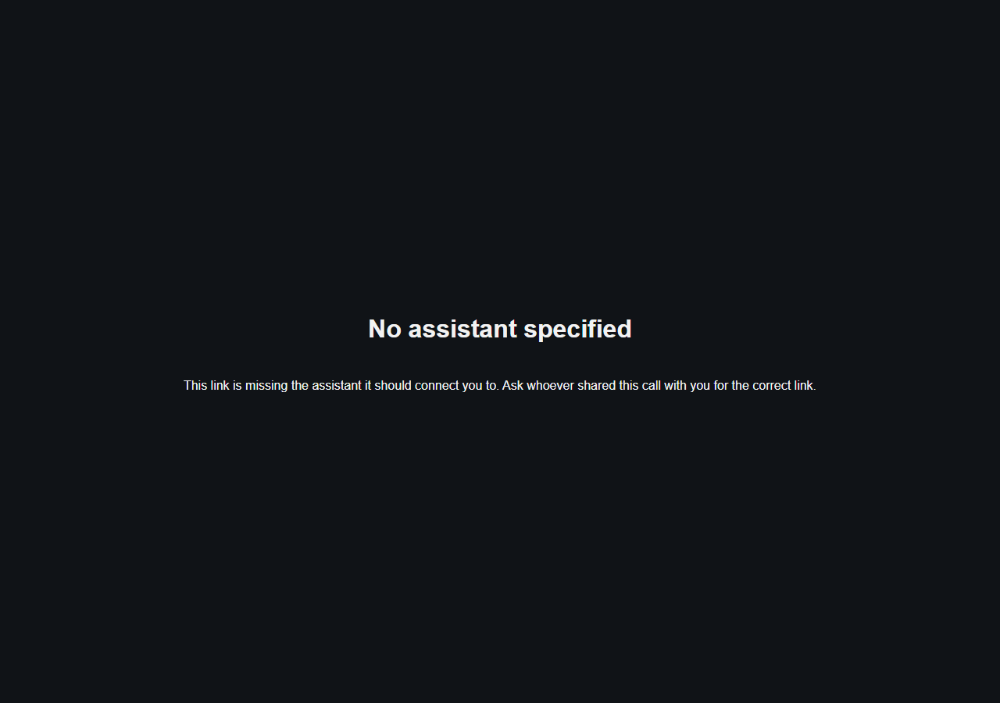 No assistant specified
This link is missing the assistant it should connect you to. Ask whoever shared this call with you for the correct link.